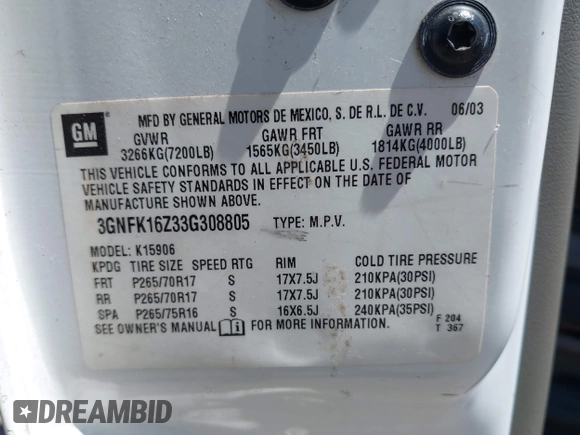 GM
MFD BY GENERAL MOTORS DE MEXICO, S. DE R.L. DE C.V. 06/03
GVWR GAWR FRT GAWR RR
3266KG(7200LB) 1565KG(3450LB) 1814KG(4000LB)
THIS VEHICLE CONFORMS TO ALL APPLICABLE U.S. FEDERAL MOTOR
VEHICLE SAFETY STANDARDS IN EFFECT ON THE DATE OF
MANUFACTURE SHOWN ABOVE.
3GNFK16Z33G308805 TYPE: M.P.V.
MODEL: K15906
KPDG TIRE SIZE SPEED RTG RIM COLD TIRE PRESSURE
FRT P265/70R17 S 17X7.5J 210KPA(30PSI)
RR P265/70R17 S 17X7.5J 210KPA(30PSI)
SPA P265/75R16 S 16X6.5J 240KPA(35PSI)
SEE OWNER'S MANUAL i FOR MORE INFORMATION.
F 204
T 367
DREAMBID